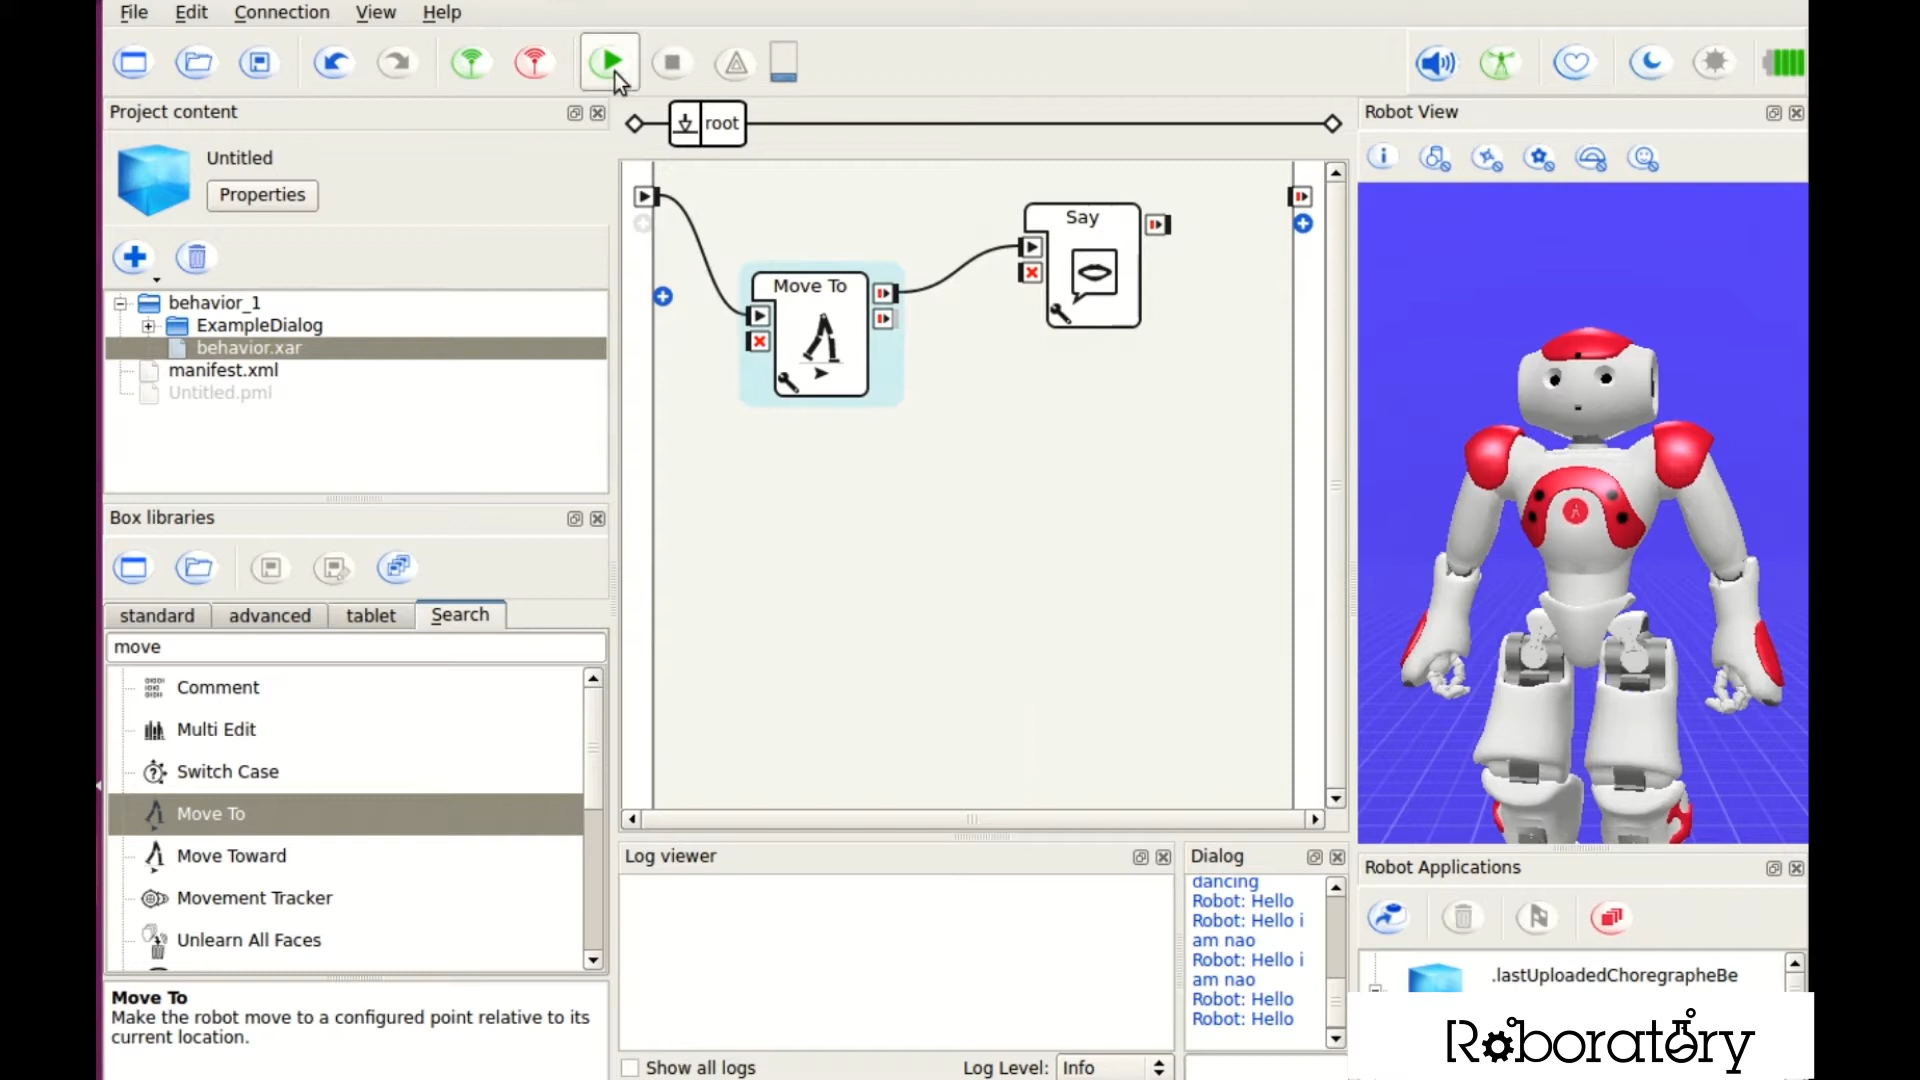 File Edit Connection View Help
Project content
Untitled
Properties
behavior_1
ExampleDialog
behavior.xar
manifest.xml
Untitled.pml
Box libraries
standard advanced tablet Search
move
Comment
Multi Edit
Switch Case
Move To
Move Toward
Movement Tracker
Unlearn All Faces
Move To
Make the robot move to a configured point relative to its
current location.
root
Move To
Say
Log viewer
Show all logs Log Level: Info
Dialog
dancing
Robot: Hello
Robot: Hello i
am nao
Robot: Hello i
am nao
Robot: Hello
Robot: Hello
Robot View
Robot Applications
.lastUploadedChoregrapheBe
Roboratory